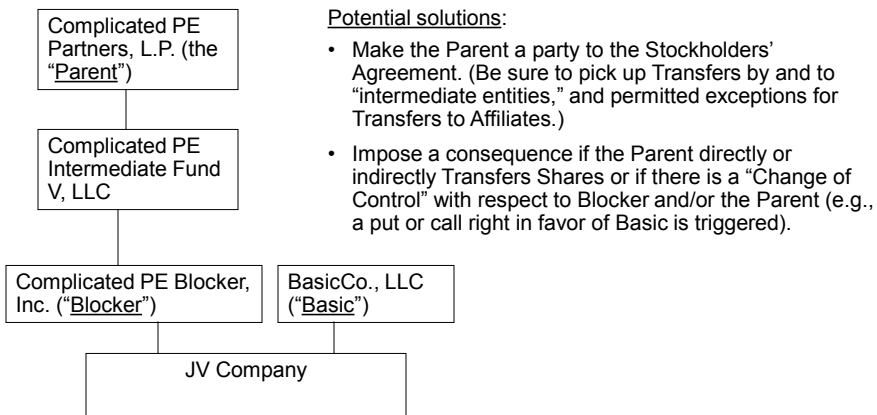 Complicated PE
Partners, L.P. (the
“Parent”)
Complicated PE
Intermediate Fund
V, LLC
Complicated PE Blocker,
Inc. (“Blocker”)
BasicCo., LLC
(“Basic”)
JV Company
Potential solutions:
• Make the Parent a party to the Stockholders’
Agreement. (Be sure to pick up Transfers by and to
“intermediate entities,” and permitted exceptions for
Transfers to Affiliates.)
• Impose a consequence if the Parent directly or
indirectly Transfers Shares or if there is a “Change of
Control” with respect to Blocker and/or the Parent (e.g.,
a put or call right in favor of Basic is triggered).